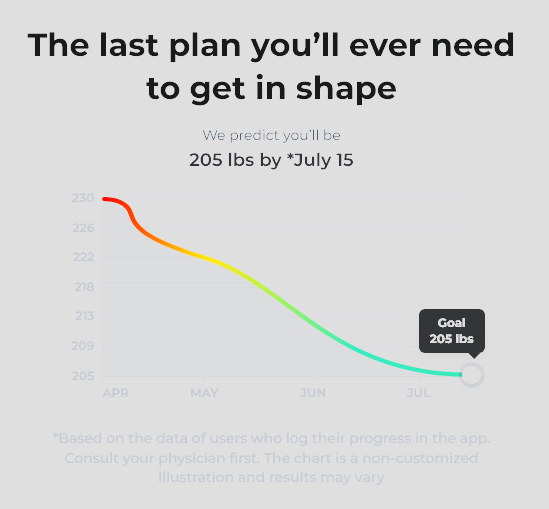 The last plan you'll ever need
to get in shape
We predict you'll be
205 lbs by *July 15
230
226
222
218
213
209
205
Goal
205 lbs
APR MAY JUN JUL
*Based on the data of users who log their progress in the app.
Consult your physician first. The chart is a non-customized
illustration and results may vary